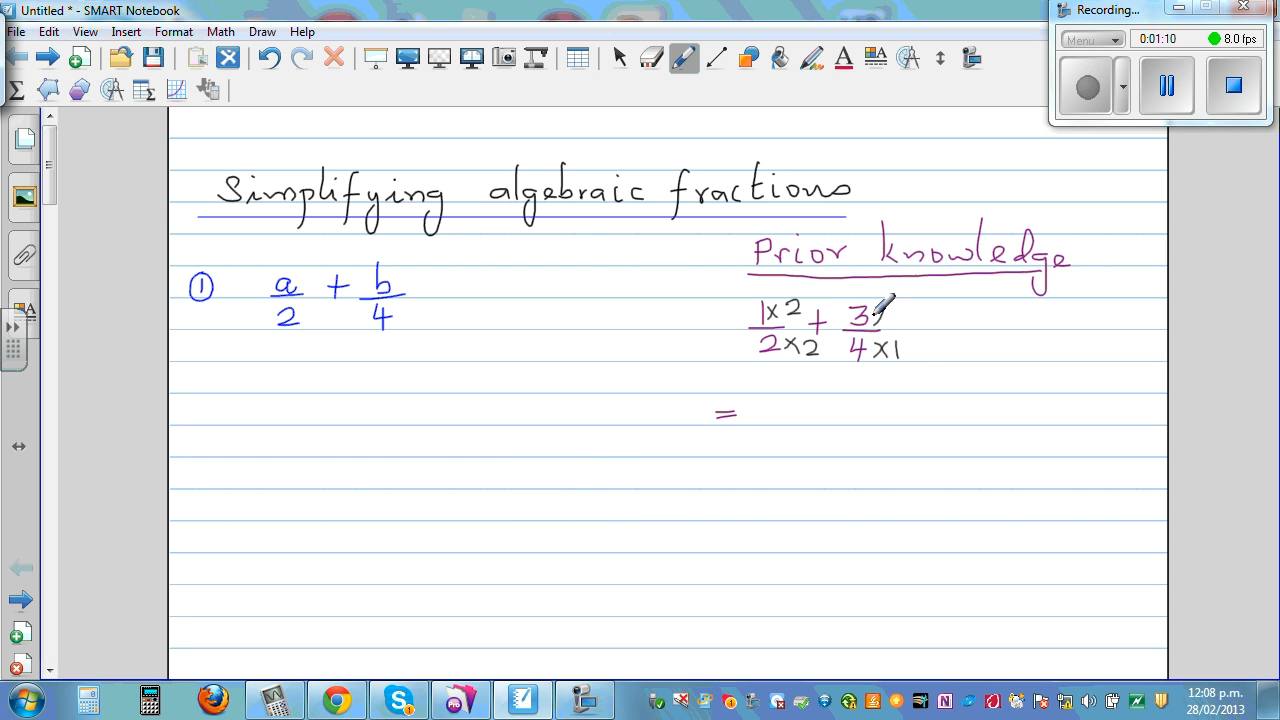 Untitled * - SMART Notebook
File Edit View Insert Format Math Draw Help
Recording...
Menu 0:01:10 8.0 fps
Simplifying algebraic fractions
Prior knowledge
① a/2 + b/4
1×2/2×2 + 3/4×1
=
12:08 p.m.
28/02/2013